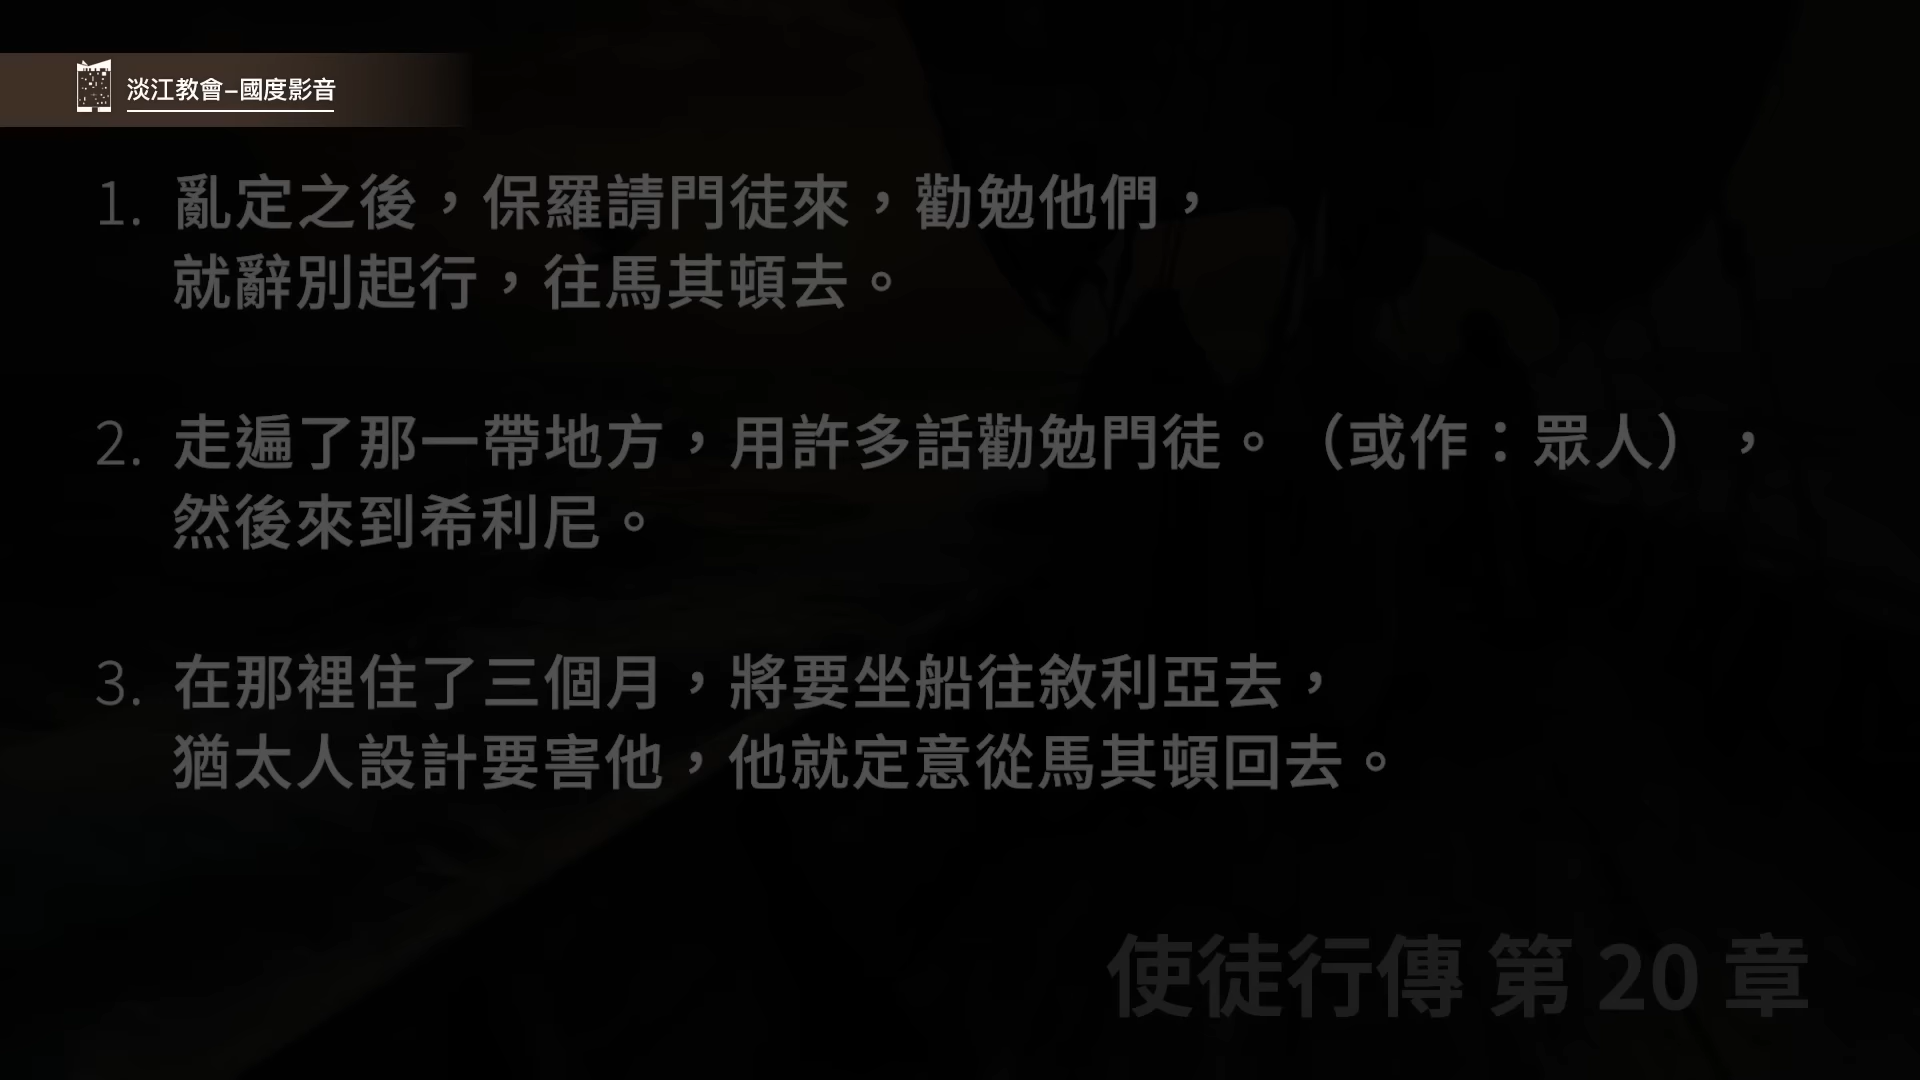 淡江教會–國度影音
1. 亂定之後，保羅請門徒來，勸勉他們，
就辭別起行，往馬其頓去。
2. 走遍了那一帶地方，用許多話勸勉門徒。（或作：眾人），
然後來到希利尼。
3. 在那裡住了三個月，將要坐船往敘利亞去，
猶太人設計要害他，他就定意從馬其頓回去。
使徒行傳 第 20 章